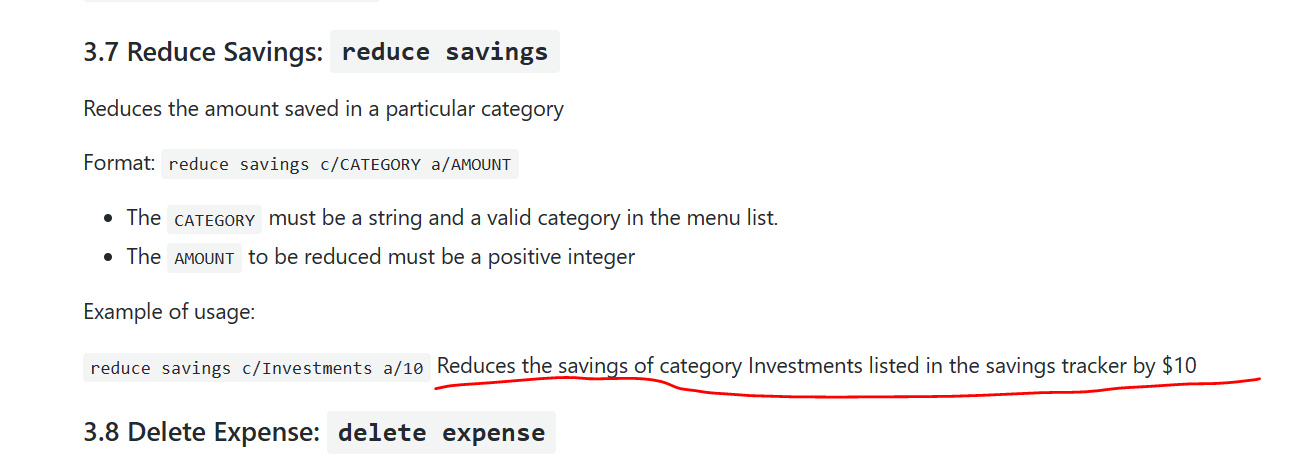 3.7 Reduce Savings: reduce savings
Reduces the amount saved in a particular category
Format: reduce savings c/CATEGORY a/AMOUNT
• The CATEGORY must be a string and a valid category in the menu list.
• The AMOUNT to be reduced must be a positive integer
Example of usage:
reduce savings c/Investments a/10 Reduces the savings of category Investments listed in the savings tracker by $10
3.8 Delete Expense: delete expense